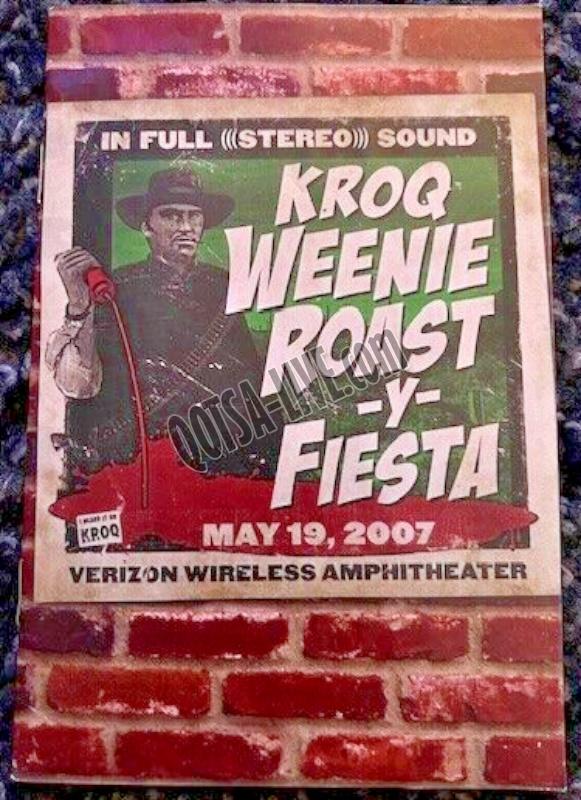 IN FULL (((STEREO))) SOUND
KROQ
WEENIE
ROAST
-Y-
FIESTA
QOTSA-LIVE.com
I HEARD IT ON
KROQ
MAY 19, 2007
VERIZON WIRELESS AMPHITHEATER